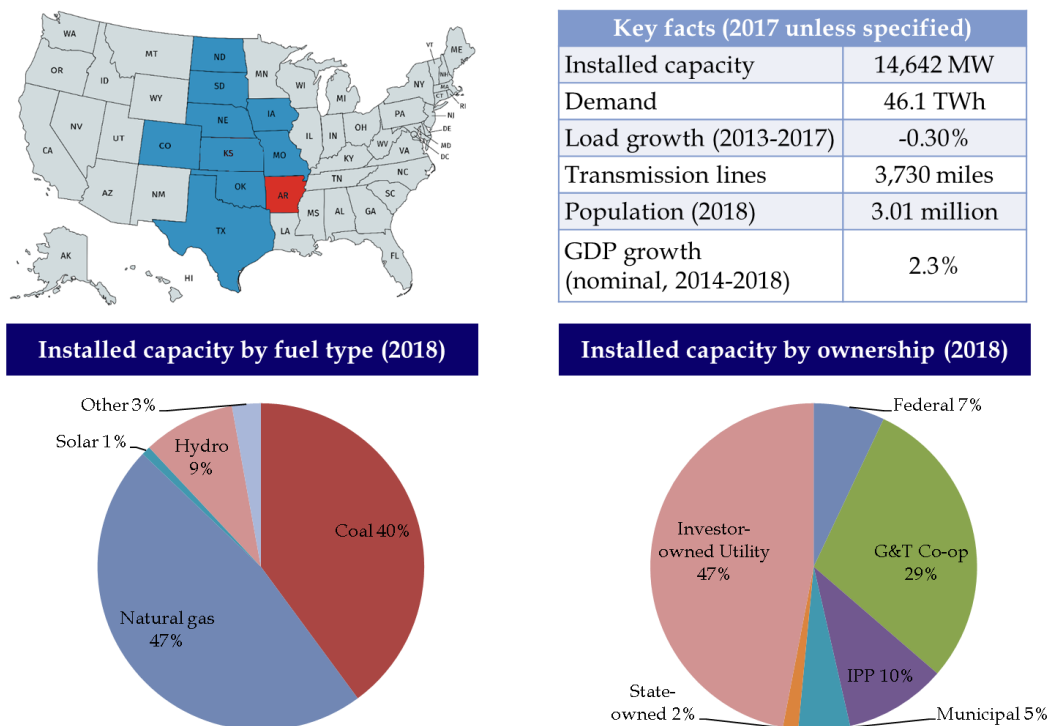 WA
MT
ND
MN
OR
ID
SD
WI
MI
WY
NE
IA
NV
UT
CO
KS
MO
IL
IN
OH
KY
WV
VA
PA
NY
VT
NH
ME
MA
CT
RI
NJ
DE
MD
DC
CA
AZ
NM
OK
AR
TN
NC
SC
MS
AL
GA
TX
LA
FL
AK
HI
Key facts (2017 unless specified)
Installed capacity 14,642 MW
Demand 46.1 TWh
Load growth (2013-2017) -0.30%
Transmission lines 3,730 miles
Population (2018) 3.01 million
GDP growth
(nominal, 2014-2018) 2.3%
Installed capacity by fuel type (2018)
Other 3%
Solar 1%
Hydro
9%
Coal 40%
Natural gas
47%
Installed capacity by ownership (2018)
Federal 7%
Investor-
owned Utility
47%
G&T Co-op
29%
IPP 10%
State-
owned 2%
Municipal 5%